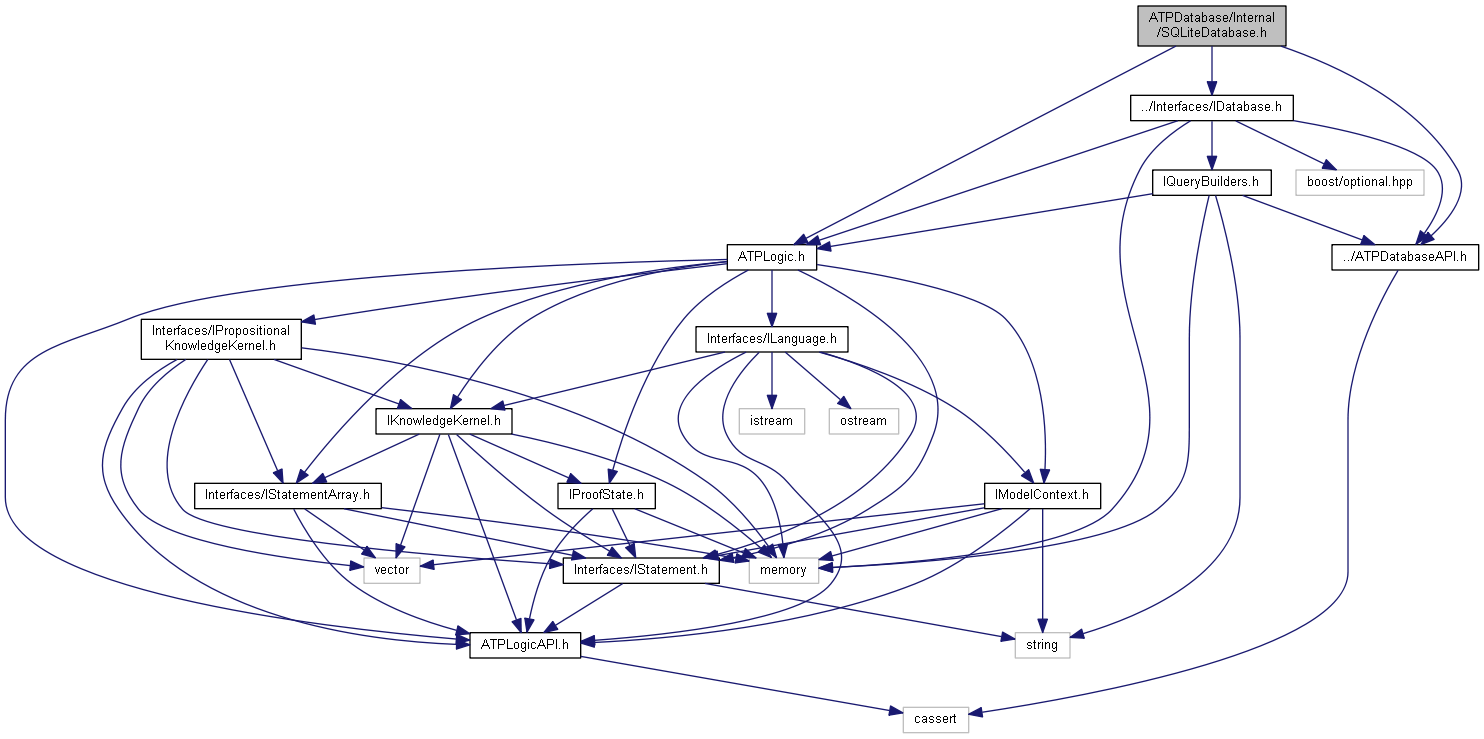 ATPDatabase/Internal
/SQLiteDatabase.h
../Interfaces/IDatabase.h
IQueryBuilders.h
boost/optional.hpp
ATPLogic.h
../ATPDatabaseAPI.h
Interfaces/IPropositional
KnowledgeKernel.h
Interfaces/ILanguage.h
IKnowledgeKernel.h
istream
ostream
Interfaces/IStatementArray.h
IProofState.h
IModelContext.h
vector
Interfaces/IStatement.h
memory
ATPLogicAPI.h
string
cassert